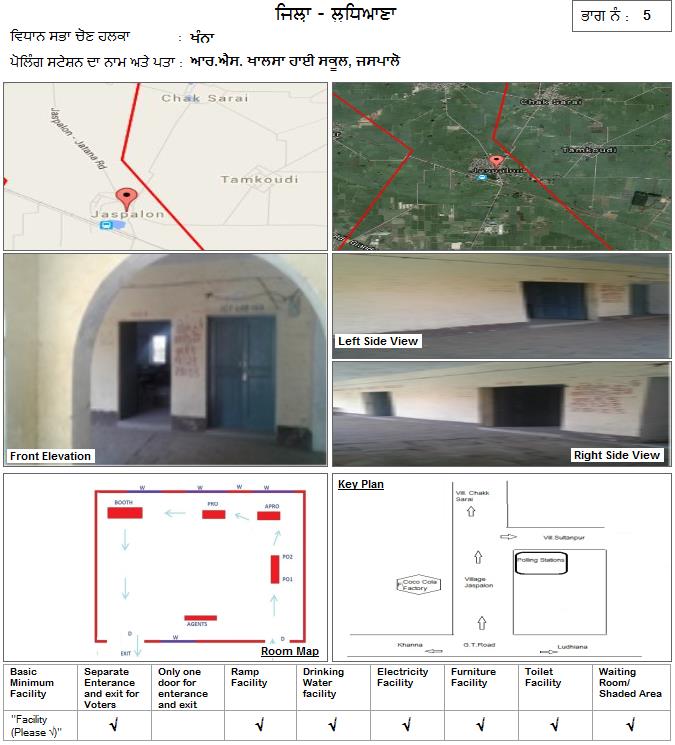 ਜਿਲਾ - ਲੁਧਿਆਣਾ
ਭਾਗ ਨੰ : 5
ਵਿਧਾਨ ਸਭਾ ਚੋਣ ਹਲਕਾ : ਖੰਨਾ
ਪੋਲਿੰਗ ਸਟੇਸ਼ਨ ਦਾ ਨਾਮ ਅਤੇ ਪਤਾ : ਆਰ.ਐਸ. ਖਾਲਸਾ ਹਾਈ ਸਕੂਲ, ਜਸਪਾਲੋ
Chak Sarai
Jaspalon - Jatana Rd
Tamkoudi
Jaspalon
Chak Sarai
Tamkoudi
Jaspalon
Front Elevation
Left Side View
Right Side View
W W W W
BOOTH PRO APRO
PO2
PO1
AGENTS
D W D
EXIT
Room Map
Key Plan
Vill. Chakk
Sarai
Vill.Sultanpur
Polling Stations
Coco Cola
Factory
Village
Jaspalon
Khanna G.T.Road Ludhiana
Basic Minimum Facility
Separate Enterance and exit for Voters
Only one door for enterance and exit
Ramp Facility
Drinking Water facility
Electricity Facility
Furniture Facility
Toilet Facility
Waiting Room/ Shaded Area
"Facility (Please √)" √ √ √ √ √ √ √